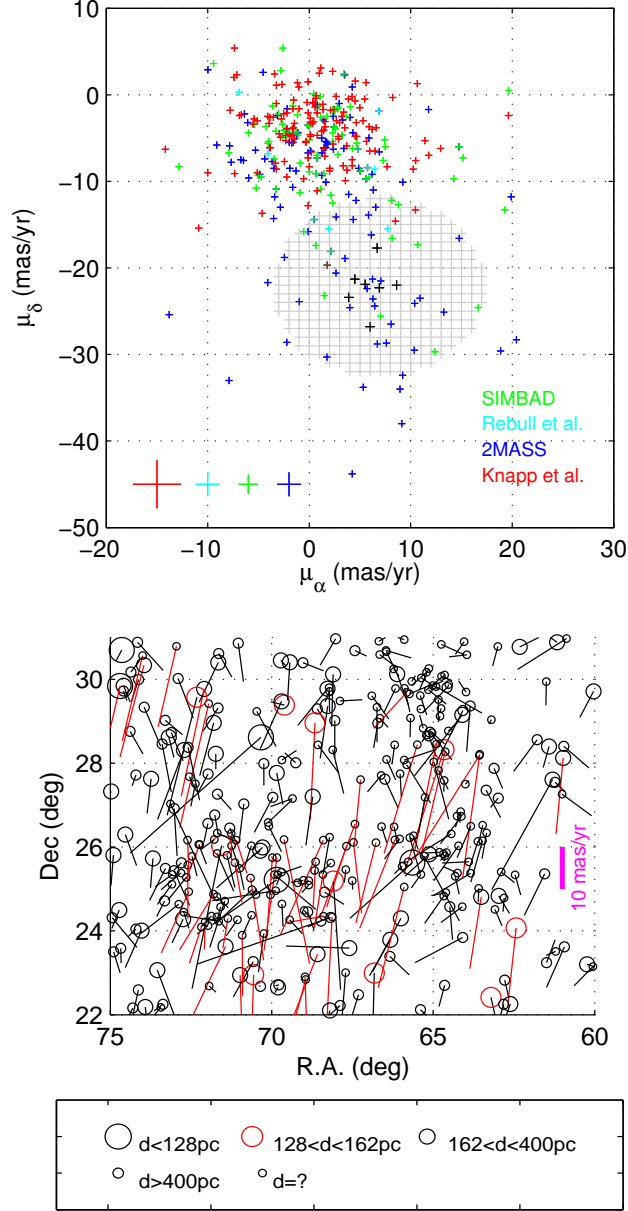 10
0
−10
−20
−30
−40
−50
μδ (mas/yr)
SIMBAD
Rebull et al.
2MASS
Knapp et al.
−20 −10 0 10 20 30
μα (mas/yr)
30
28
26
24
22
Dec (deg)
10 mas/yr
75 70 65 60
R.A. (deg)
d<128pc 128<d<162pc 162<d<400pc
d>400pc d=?